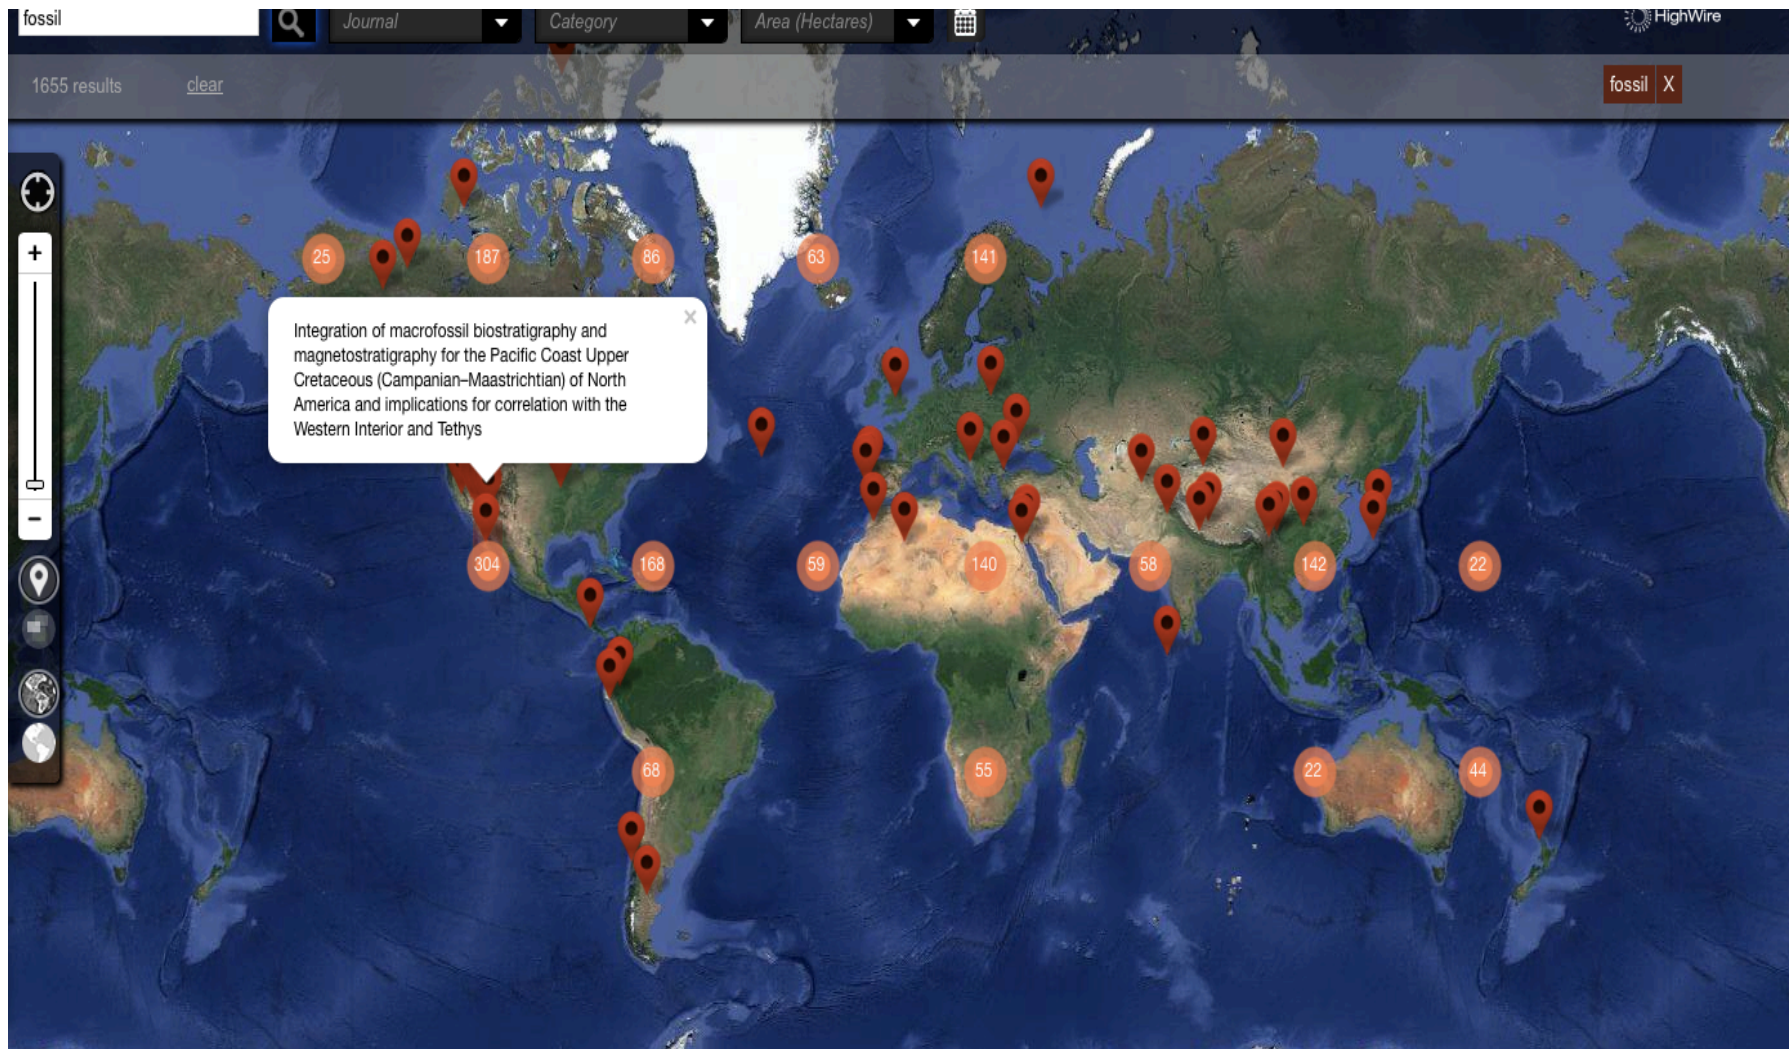 fossil
Journal
Category
Area (Hectares)
HighWire
1655 results
clear
fossil X
+
25
187
86
63
141
×
Integration of macrofossil biostratigraphy and
magnetostratigraphy for the Pacific Coast Upper
Cretaceous (Campanian–Maastrichtian) of North
America and implications for correlation with the
Western Interior and Tethys
−
304
168
59
140
58
142
22
68
55
22
44